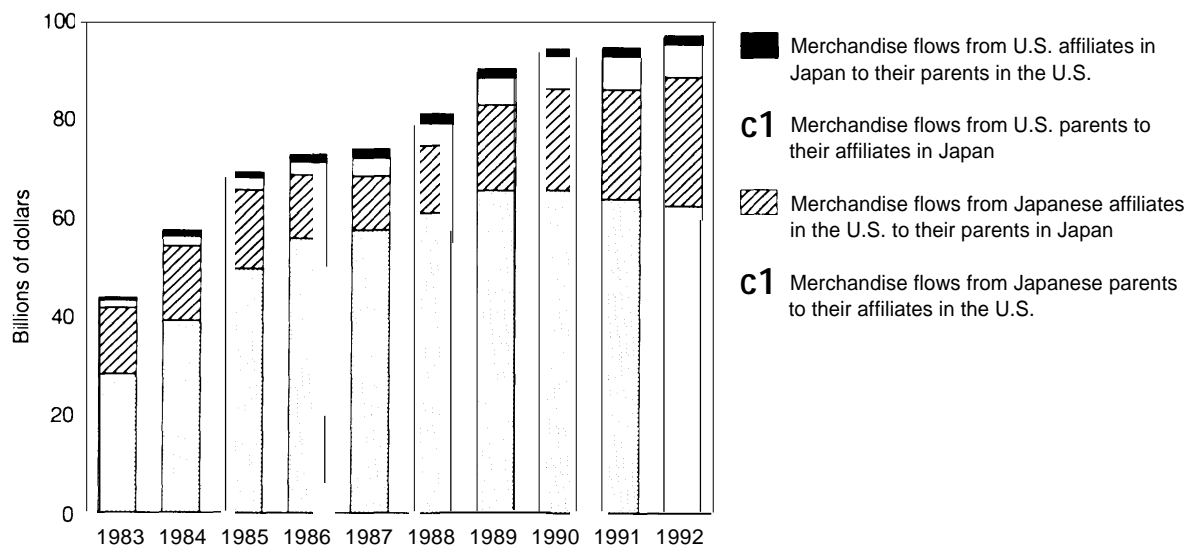 100
80
60
40
20
0
Billions of dollars
1983 1984 1985 1986 1987 1988 1989 1990 1991 1992
Merchandise flows from U.S. affiliates in
Japan to their parents in the U.S.
c1 Merchandise flows from U.S. parents to
their affiliates in Japan
Merchandise flows from Japanese affiliates
in the U.S. to their parents in Japan
c1 Merchandise flows from Japanese parents
to their affiliates in the U.S.